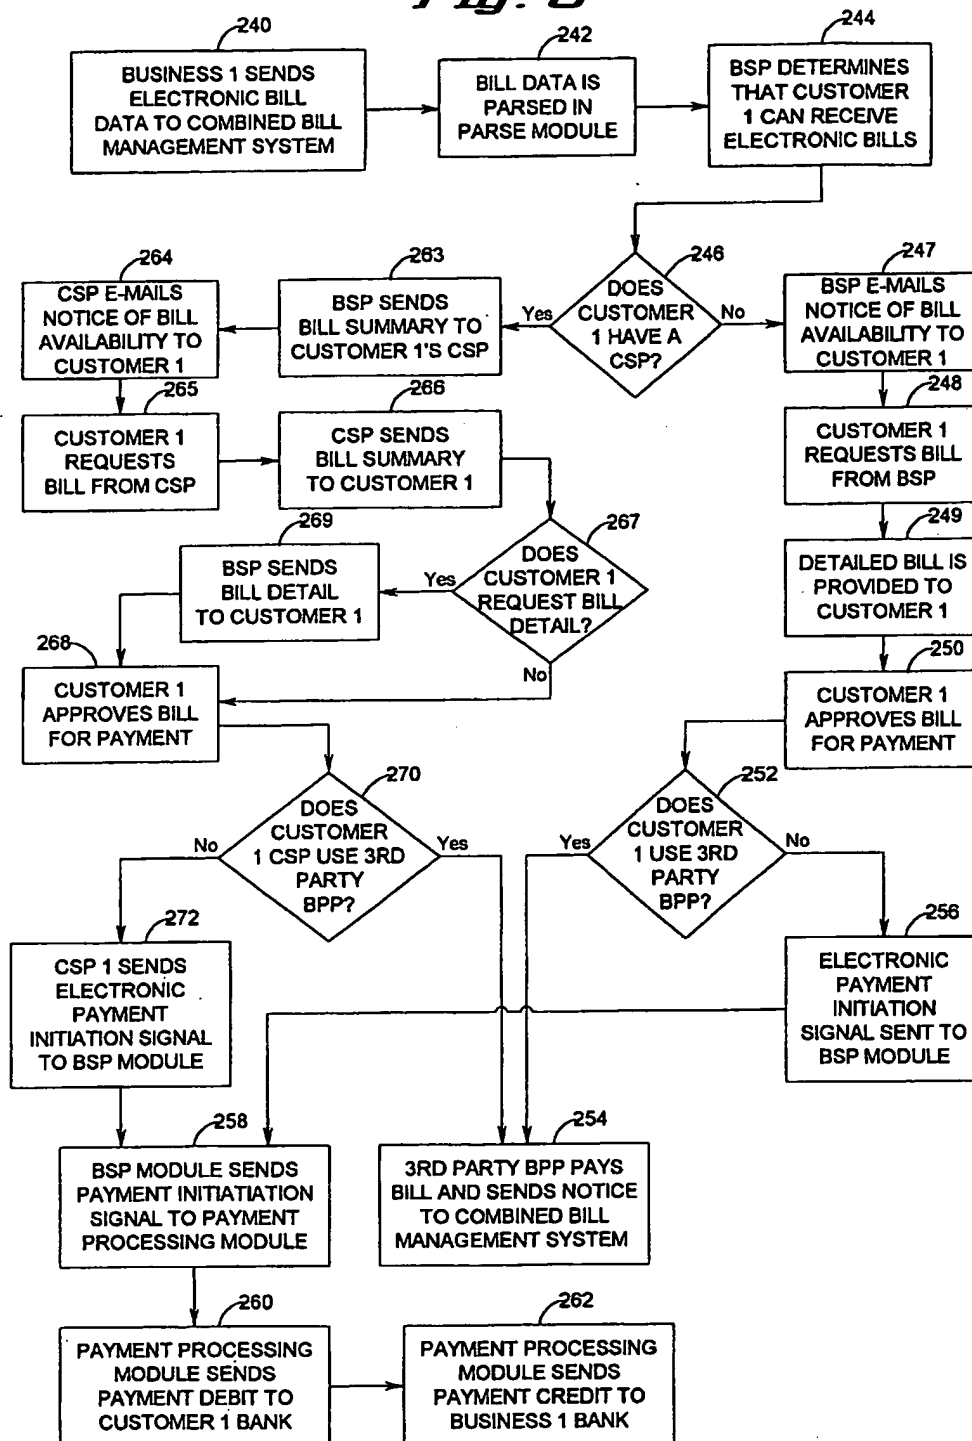 240
BUSINESS 1 SENDS
ELECTRONIC BILL
DATA TO COMBINED BILL
MANAGEMENT SYSTEM
242
BILL DATA IS
PARSED IN
PARSE MODULE
244
BSP DETERMINES
THAT CUSTOMER
1 CAN RECEIVE
ELECTRONIC BILLS
246
DOES
CUSTOMER
1 HAVE A
CSP?
Yes
No
247
BSP E-MAILS
NOTICE OF BILL
AVAILABILITY TO
CUSTOMER 1
263
BSP SENDS
BILL SUMMARY TO
CUSTOMER 1'S CSP
264
CSP E-MAILS
NOTICE OF BILL
AVAILABILITY TO
CUSTOMER 1
265
CUSTOMER 1
REQUESTS
BILL FROM CSP
266
CSP SENDS
BILL SUMMARY
TO CUSTOMER 1
248
CUSTOMER 1
REQUESTS BILL
FROM BSP
267
DOES
CUSTOMER 1
REQUEST BILL
DETAIL?
Yes
No
269
BSP SENDS
BILL DETAIL
TO CUSTOMER 1
249
DETAILED BILL IS
PROVIDED TO
CUSTOMER 1
268
CUSTOMER 1
APPROVES BILL
FOR PAYMENT
250
CUSTOMER 1
APPROVES BILL
FOR PAYMENT
270
DOES
CUSTOMER
1 CSP USE 3RD
PARTY
BPP?
No
Yes
252
DOES
CUSTOMER
1 USE 3RD
PARTY
BPP?
Yes
No
272
CSP 1 SENDS
ELECTRONIC
PAYMENT
INITIATION SIGNAL
TO BSP MODULE
256
ELECTRONIC
PAYMENT
INITIATION
SIGNAL SENT TO
BSP MODULE
258
BSP MODULE SENDS
PAYMENT INITIATIATION
SIGNAL TO PAYMENT
PROCESSING MODULE
254
3RD PARTY BPP PAYS
BILL AND SENDS NOTICE
TO COMBINED BILL
MANAGEMENT SYSTEM
260
PAYMENT PROCESSING
MODULE SENDS
PAYMENT DEBIT TO
CUSTOMER 1 BANK
262
PAYMENT PROCESSING
MODULE SENDS
PAYMENT CREDIT TO
BUSINESS 1 BANK